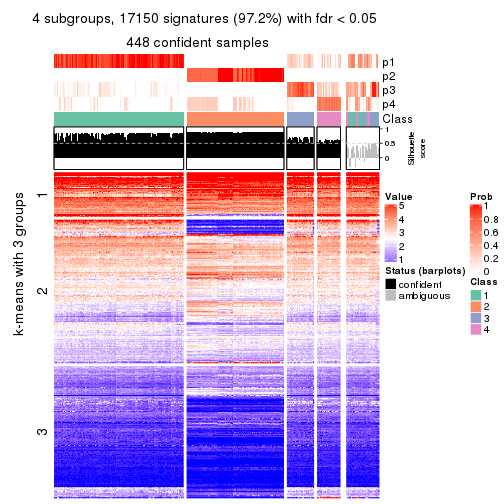 4 subgroups, 17150 signatures (97.2%) with fdr < 0.05
448 confident samples
p1
p2
p3
p4
Class
1
0.5
0
Silhouette
score
k-means with 3 groups
1
2
3
Value
5
4
3
2
1
Prob
1
0.8
0.6
0.4
0.2
0
Status (barplots)
confident
ambiguous
Class
1
2
3
4